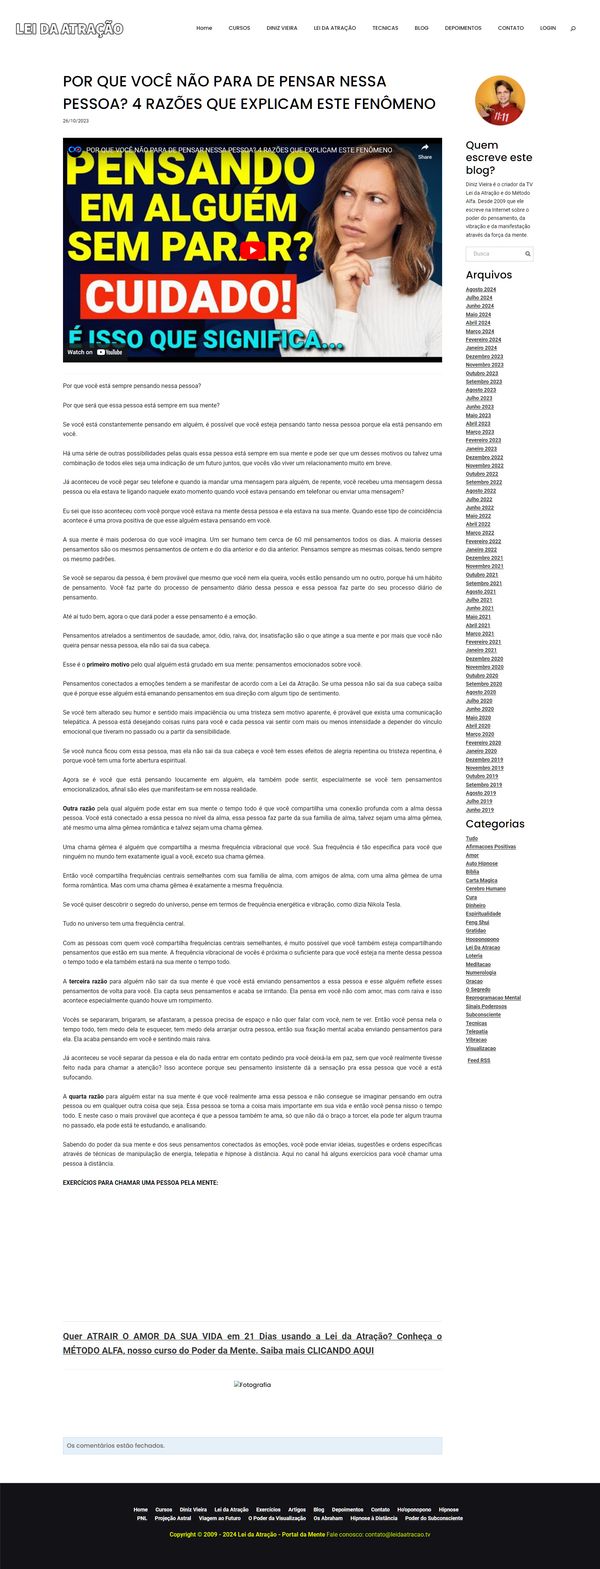 LEI DA ATRAÇÃO
Home CURSOS DINIZ VIEIRA LEI DA ATRAÇÃO TECNICAS BLOG DEPOIMENTOS CONTATO LOGIN
POR QUE VOCÊ NÃO PARA DE PENSAR NESSA
PESSOA? 4 RAZÕES QUE EXPLICAM ESTE FENÔMENO
26/10/2023
POR QUE VOCÊ NÃO PARA DE PENSAR NESSA PESSOA? 4 RAZÕES QUE EXPLICAM ESTE FENÔMENO
Share
PENSANDO
EM ALGUÉM
SEM PARAR?
CUIDADO!
É ISSO QUE SIGNIFICA...
Watch on YouTube
Por que você está sempre pensando nessa pessoa?
Por que será que essa pessoa está sempre em sua mente?
Se você está constantemente pensando em alguém, é possível que você esteja pensando tanto nessa pessoa porque ela está pensando em
você.
Há uma série de outras possibilidades pelas quais essa pessoa está sempre em sua mente e pode ser que um desses motivos ou talvez uma
combinação de todos eles seja uma indicação de um futuro juntos, que vocês vão viver um relacionamento muito em breve.
Já aconteceu de você pegar seu telefone e quando ia mandar uma mensagem para alguém, de repente, você recebeu uma mensagem dessa
pessoa ou ela estava te ligando naquele exato momento quando você estava pensando em telefonar ou enviar uma mensagem?
Eu sei que isso aconteceu com você porque você estava na mente dessa pessoa e ela estava na sua mente. Quando esse tipo de coincidência
acontece é uma prova positiva de que esse alguém estava pensando em você.
A sua mente é mais poderosa do que você imagina. Um ser humano tem cerca de 60 mil pensamentos todos os dias. A maioria desses
pensamentos são os mesmos pensamentos de ontem e do dia anterior e do dia anterior. Pensamos sempre as mesmas coisas, tendo sempre
os mesmo padrões.
Se você se separou da pessoa, é bem provável que mesmo que você nem ela queira, vocês estão pensando um no outro, porque há um hábito
de pensamento. Você faz parte do processo de pensamento diário dessa pessoa e essa pessoa faz parte do seu processo diário de
pensamento.
Até aí tudo bem, agora o que dará poder a esse pensamento é a emoção.
Pensamentos atrelados a sentimentos de saudade, amor, ódio, raiva, dor, insatisfação são o que atinge a sua mente e por mais que você não
queira pensar nessa pessoa, ela não sai da sua cabeça.
Esse é o primeiro motivo pelo qual alguém está grudado em sua mente: pensamentos emocionados sobre você.
Pensamentos conectados a emoções tendem a se manifestar de acordo com a Lei da Atração. Se uma pessoa não sai da sua cabeça saiba
que é porque esse alguém está emanando pensamentos em sua direção com algum tipo de sentimento.
Se você tem alterado seu humor e sentido mais impaciência ou uma tristeza sem motivo aparente, é provável que exista uma comunicação
telepática. A pessoa está desejando coisas ruins para você e cada pessoa vai sentir com mais ou menos intensidade a depender do vínculo
emocional que tiveram no passado ou a partir da sensibilidade.
Se você nunca ficou com essa pessoa, mas ela não sai da sua cabeça e você tem esses efeitos de alegria repentina ou tristeza repentina, é
porque você tem uma forte abertura espiritual.
Agora se é você que está pensando loucamente em alguém, ela também pode sentir, especialmente se você tem pensamentos
emocionalizados, afinal são eles que manifestam-se em nossa realidade.
Outra razão pela qual alguém pode estar em sua mente o tempo todo é que você compartilha uma conexão profunda com a alma dessa
pessoa. Você está conectado a essa pessoa no nível da alma, essa pessoa faz parte da sua família de alma, talvez sejam uma alma gêmea,
até mesmo uma alma gêmea romântica e talvez sejam uma chama gêmea.
Uma chama gêmea é alguém que compartilha a mesma frequência vibracional que você. Sua frequência é tão específica para você que
ninguém no mundo tem exatamente igual a você, exceto sua chama gêmea.
Então você compartilha frequências centrais semelhantes com sua família de alma, com amigos de alma, com uma alma gêmea de uma
forma romântica. Mas com uma chama gêmea é exatamente a mesma frequência.
Se você quiser descobrir o segredo do universo, pense em termos de frequência energética e vibração, como dizia Nikola Tesla.
Tudo no universo tem uma frequência central.
Com as pessoas com quem você compartilha frequências centrais semelhantes, é muito possível que você também esteja compartilhando
pensamentos que estão em sua mente. A frequência vibracional de vocês é próxima o suficiente para que você esteja na mente dessa pessoa
o tempo todo e ela também estará na sua mente o tempo todo.
A terceira razão para alguém não sair da sua mente é que você está enviando pensamentos a essa pessoa e esse alguém reflete esses
pensamentos de volta para você. Ela capta seus pensamentos e acaba se irritando. Ela pensa em você não com amor, mas com raiva e isso
acontece especialmente quando houve um rompimento.
Vocês se separaram, brigaram, se afastaram, a pessoa precisa de espaço e não quer falar com você, nem te ver. Então você pensa nela o
tempo todo, tem medo dela te esquecer, tem medo dela arranjar outra pessoa, então sua fixação mental acaba enviando pensamentos para
ela. Ela acaba pensando em você e sentindo mais raiva.
Já aconteceu se você separar da pessoa e ela do nada entrar em contato pedindo pra você deixá-la em paz, sem que você realmente tivesse
feito nada para chamar a atenção? Isso acontece porque seu pensamento insistente dá a sensação pra essa pessoa que você a está
sufocando.
A quarta razão para alguém estar na sua mente é que você realmente ama essa pessoa e não consegue se imaginar pensando em outra
pessoa ou em qualquer outra coisa que seja. Essa pessoa se torna a coisa mais importante em sua vida e então você pensa nisso o tempo
todo. E neste caso o mais provável que aconteça é que a pessoa também te ama, só que não dá o braço a torcer, ela pode ter algum trauma
no passado, ela pode está te estudando, e analisando.
Sabendo do poder da sua mente e dos seus pensamentos conectados às emoções, você pode enviar ideias, sugestões e ordens específicas
através de técnicas de manipulação de energia, telepatia e hipnose à distância. Aqui no canal há alguns exercícios para você chamar uma
pessoa à distância.
EXERCÍCIOS PARA CHAMAR UMA PESSOA PELA MENTE:
Quer ATRAIR O AMOR DA SUA VIDA em 21 Dias usando a Lei da Atração? Conheça o
MÉTODO ALFA, nosso curso do Poder da Mente. Saiba mais CLICANDO AQUI
Fotografia
Os comentários estão fechados.
Quem
escreve este
blog?
Diniz Vieira é o criador da TV
Lei da Atração e do Método
Alfa. Desde 2009 que ele
escreve na Internet sobre o
poder do pensamento, da
vibração e da manifestação
através da força da mente.
Busca
Arquivos
Agosto 2024
Julho 2024
Junho 2024
Maio 2024
Abril 2024
Março 2024
Fevereiro 2024
Janeiro 2024
Dezembro 2023
Novembro 2023
Outubro 2023
Setembro 2023
Agosto 2023
Julho 2023
Junho 2023
Maio 2023
Abril 2023
Março 2023
Fevereiro 2023
Janeiro 2023
Dezembro 2022
Novembro 2022
Outubro 2022
Setembro 2022
Agosto 2022
Julho 2022
Junho 2022
Maio 2022
Abril 2022
Março 2022
Fevereiro 2022
Janeiro 2022
Dezembro 2021
Novembro 2021
Outubro 2021
Setembro 2021
Agosto 2021
Julho 2021
Junho 2021
Maio 2021
Abril 2021
Março 2021
Fevereiro 2021
Janeiro 2021
Dezembro 2020
Novembro 2020
Outubro 2020
Setembro 2020
Agosto 2020
Julho 2020
Junho 2020
Maio 2020
Abril 2020
Março 2020
Fevereiro 2020
Janeiro 2020
Dezembro 2019
Novembro 2019
Outubro 2019
Setembro 2019
Agosto 2019
Julho 2019
Junho 2019
Categorias
Tudo
Afirmacoes Positivas
Amor
Auto Hipnose
Biblia
Carta Magica
Cerebro Humano
Cura
Dinheiro
Espiritualidade
Feng Shui
Gratidao
Hooponopono
Lei Da Atracao
Loteria
Meditacao
Numerologia
Oracao
O Segredo
Reprogramacao Mental
Sinais Poderosos
Subconsciente
Tecnicas
Telepatia
Vibracao
Visualizacao
Feed RSS
Home Cursos Diniz Vieira Lei da Atração Exercícios Artigos Blog Depoimentos Contato Ho'oponopono Hipnose
PNL Projeção Astral Viagem ao Futuro O Poder da Visualização Os Abraham Hipnose à Distância Poder do Subconsciente
Copyright © 2009 - 2024 Lei da Atração - Portal da Mente Fale conosco: contato@leidaatracao.tv